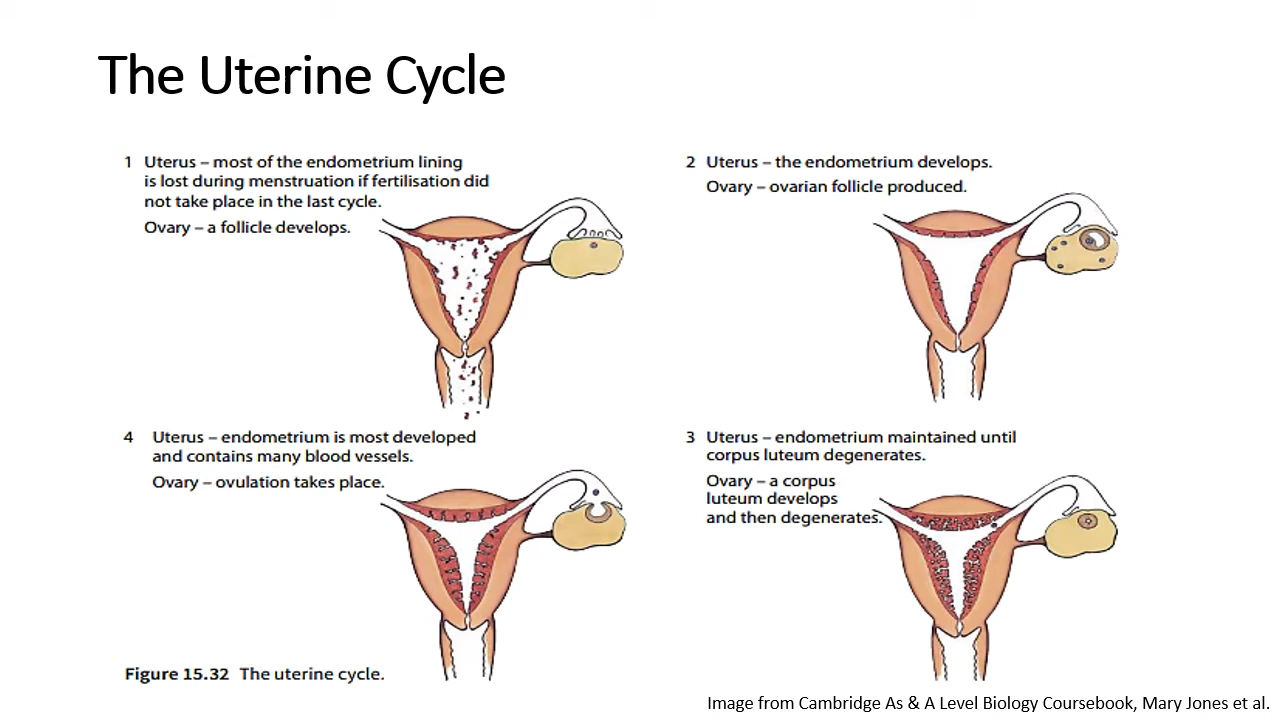 The Uterine Cycle
1 Uterus – most of the endometrium lining
is lost during menstruation if fertilisation did
not take place in the last cycle.
Ovary – a follicle develops.
2 Uterus – the endometrium develops.
Ovary – ovarian follicle produced.
4 Uterus – endometrium is most developed
and contains many blood vessels.
Ovary – ovulation takes place.
3 Uterus – endometrium maintained until
corpus luteum degenerates.
Ovary – a corpus
luteum develops
and then degenerates.
Figure 15.32 The uterine cycle.
Image from Cambridge As & A Level Biology Coursebook, Mary Jones et al.